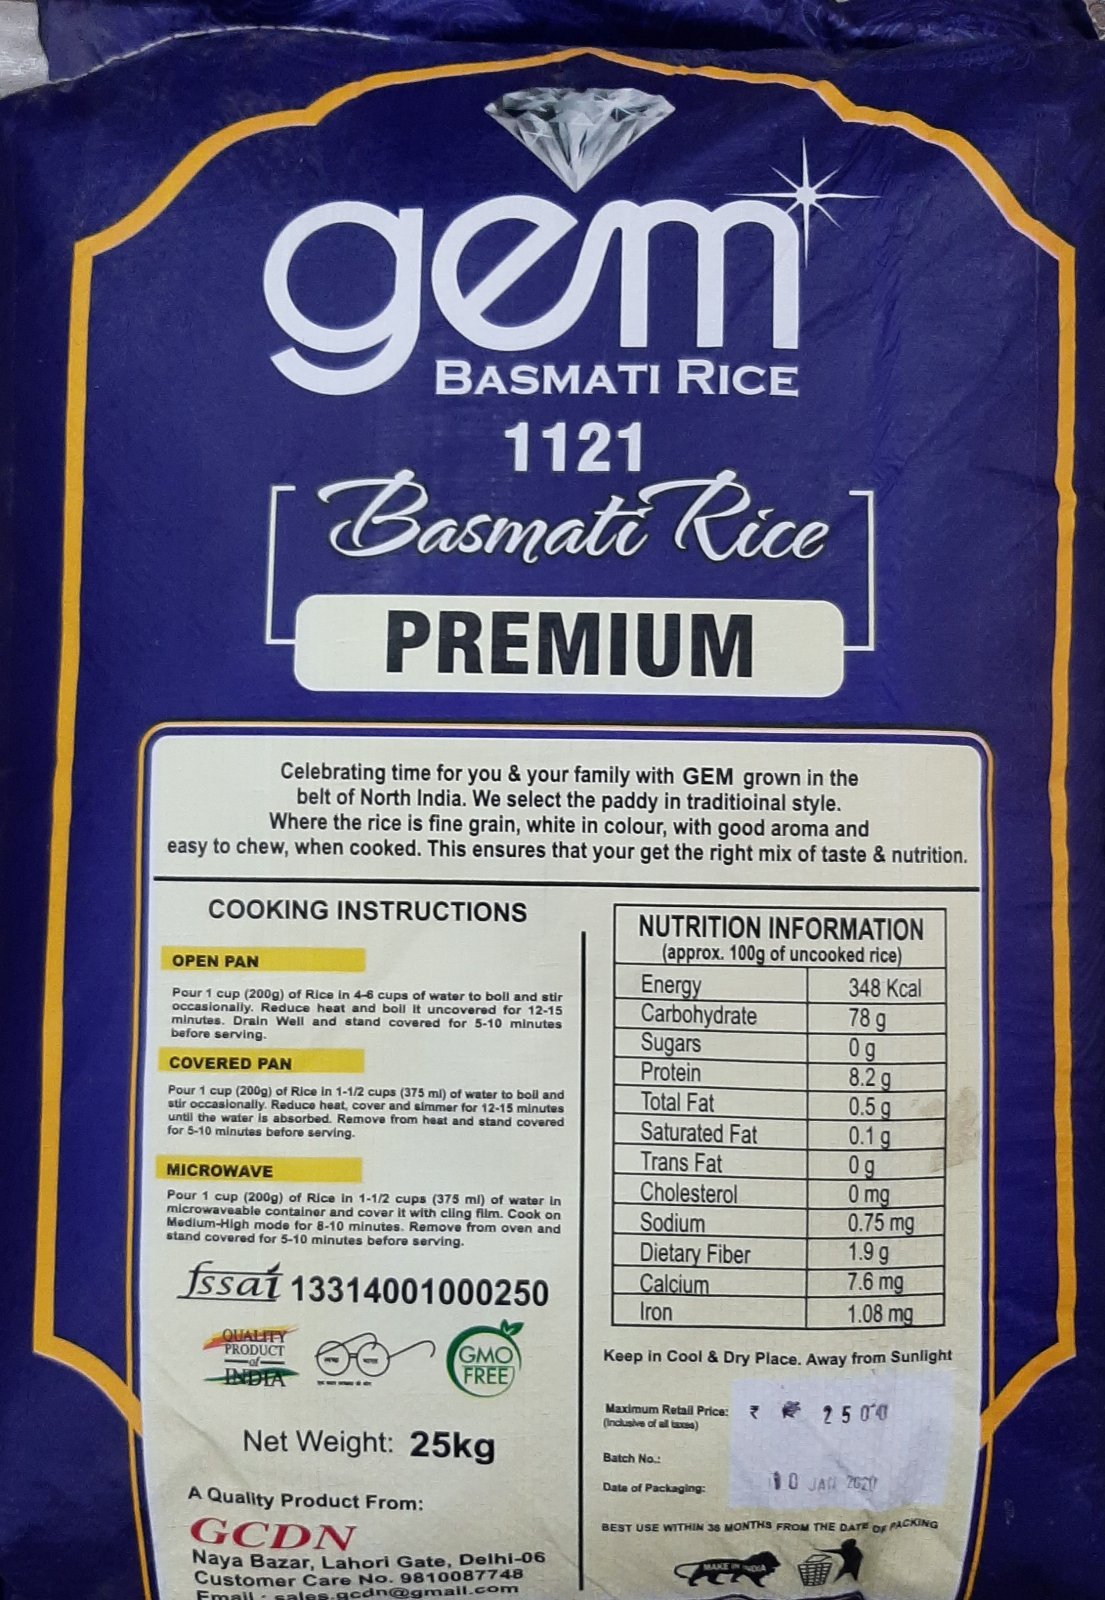 gem
BASMATI RICE
1121
Basmati Rice
PREMIUM
Celebrating time for you & your family with GEM grown in the
belt of North India. We select the paddy in traditioinal style.
Where the rice is fine grain, white in colour, with good aroma and
easy to chew, when cooked. This ensures that your get the right mix of taste & nutrition.
COOKING INSTRUCTIONS
OPEN PAN
Pour 1 cup (200g) of Rice in 4-6 cups of water to boil and stir
occasionally. Reduce heat and boil it uncovered for 12-15
minutes. Drain Well and stand covered for 5-10 minutes
before serving.
COVERED PAN
Pour 1 cup (200g) of Rice in 1-1/2 cups (375 ml) of water to boil and
stir occasionally. Reduce heat, cover and simmer for 12-15 minutes
until the water is absorbed. Remove from heat and stand covered
for 5-10 minutes before serving.
MICROWAVE
Pour 1 cup (200g) of Rice in 1-1/2 cups (375 ml) of water in
microwaveable container and cover it with cling film. Cook on
Medium-High mode for 8-10 minutes. Remove from oven and
stand covered for 5-10 minutes before serving.
fssai 13314001000250
QUALITY
PRODUCT
of
INDIA
GMO
FREE
Net Weight: 25kg
A Quality Product From:
GCDN
Naya Bazar, Lahori Gate, Delhi-06
Customer Care No. 9810087748
Email : sales.gcdn@gmail.com
NUTRITION INFORMATION
(approx. 100g of uncooked rice)
Energy 348 Kcal
Carbohydrate 78 g
Sugars 0 g
Protein 8.2 g
Total Fat 0.5 g
Saturated Fat 0.1 g
Trans Fat 0 g
Cholesterol 0 mg
Sodium 0.75 mg
Dietary Fiber 1.9 g
Calcium 7.6 mg
Iron 1.08 mg
Keep in Cool & Dry Place. Away from Sunlight
Maximum Retail Price: ₹ 2500
(Inclusive of all taxes)
Batch No.:
Date of Packaging: 10 JAN 2020
BEST USE WITHIN 36 MONTHS FROM THE DATE OF PACKING
MAKE IN INDIA